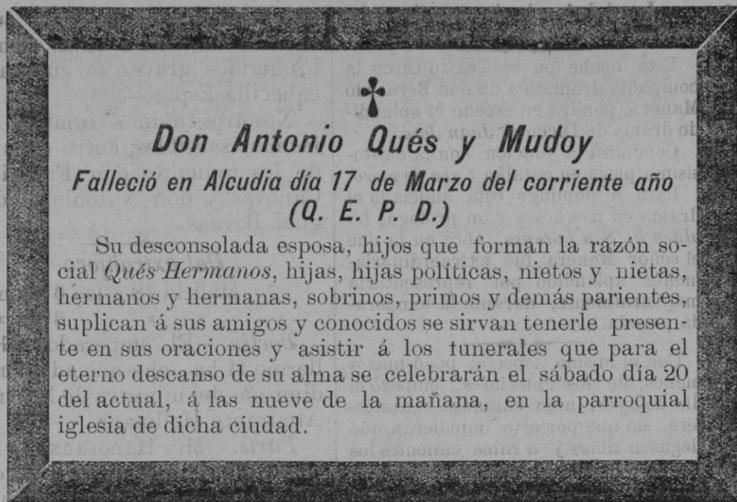 Don Antonio Qués y Mudoy
Falleció en Alcudia día 17 de Marzo del corriente año
(Q. E. P. D.)
Su desconsolada esposa, hijos que forman la razón so-
cial Qués Hermanos, hijas, hijas políticas, nietos y nietas,
hermanos y hermanas, sobrinos, primos y demás parientes,
suplican á sus amigos y conocidos se sirvan tenerle presen-
te en sus oraciones y asistir á los tunerales que para el
eterno descanso de su alma se celebrarán el sábado día 20
del actual, á las nueve de la mañana, en la parroquial
iglesia de dicha ciudad.